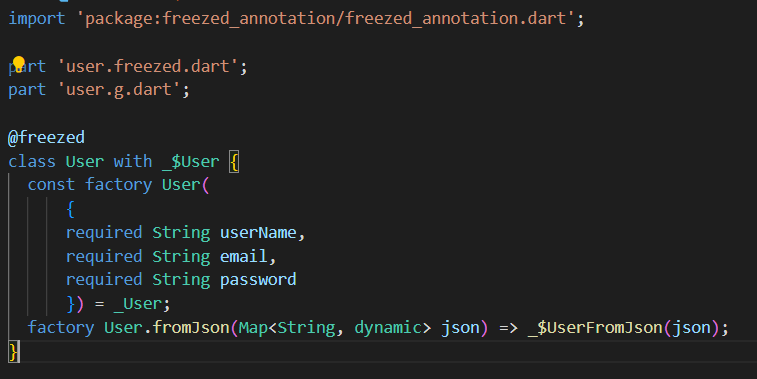 import 'package:freezed_annotation/freezed_annotation.dart';
part 'user.freezed.dart';
part 'user.g.dart';
@freezed
class User with _$User {
const factory User(
{
required String userName,
required String email,
required String password
}) = _User;
factory User.fromJson(Map<String, dynamic> json) => _$UserFromJson(json);
}